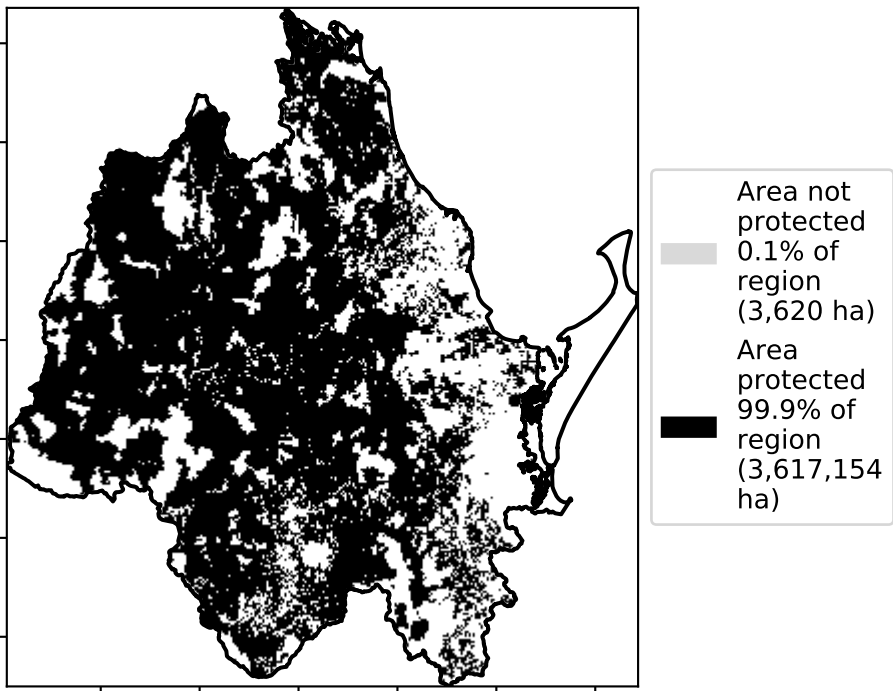 Area not
protected
0.1% of
region
(3,620 ha)
Area
protected
99.9% of
region
(3,617,154
ha)